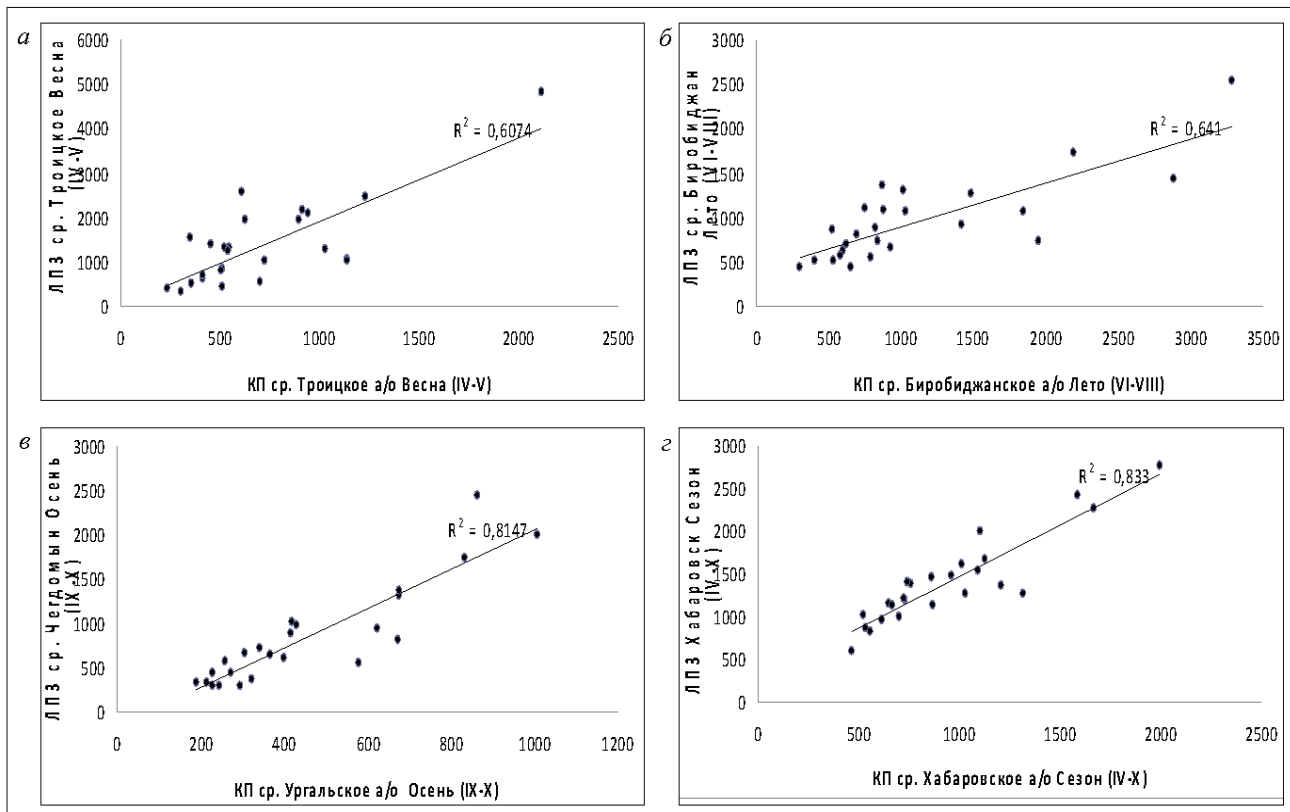 а
6000
5000
4000
3000
2000
1000
0
ЛПЗ ср. Троицкое Весна
(IV-V)
R² = 0,6074
0 500 1000 1500 2000 2500
КП ср. Троицкое а/о Весна (IV-V)
б
3000
2500
2000
1500
1000
500
0
ЛПЗ ср. Биробиджан
Лето (VI-VIII)
R² = 0,641
0 500 1000 1500 2000 2500 3000 3500
КП ср. Биробиджанское а/о Лето (VI-VIII)
в
3000
2500
2000
1500
1000
500
0
ЛПЗ ср. Чегдомын Осень
(IX-X)
R² = 0,8147
0 200 400 600 800 1000 1200
КП ср. Ургальское а/о Осень (IX-X)
г
3000
2500
2000
1500
1000
500
0
ЛПЗ Хабаровск Сезон
(IV-X)
R² = 0,833
0 500 1000 1500 2000 2500
КП ср. Хабаровское а/о Сезон (IV-X)